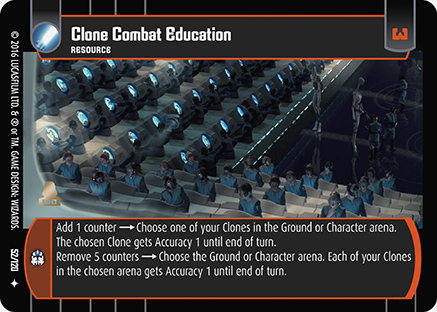 Clone Combat Education
RESOURCE
Add 1 counter → Choose one of your Clones in the Ground or Character arena.
The chosen Clone gets Accuracy 1 until end of turn.
Remove 5 counters → Choose the Ground or Character arena. Each of your Clones
in the chosen arena gets Accuracy 1 until end of turn.
© 2016 LUCASFILM LTD. & ® or TM. GAME DESIGN: WIZARDS.
52/120